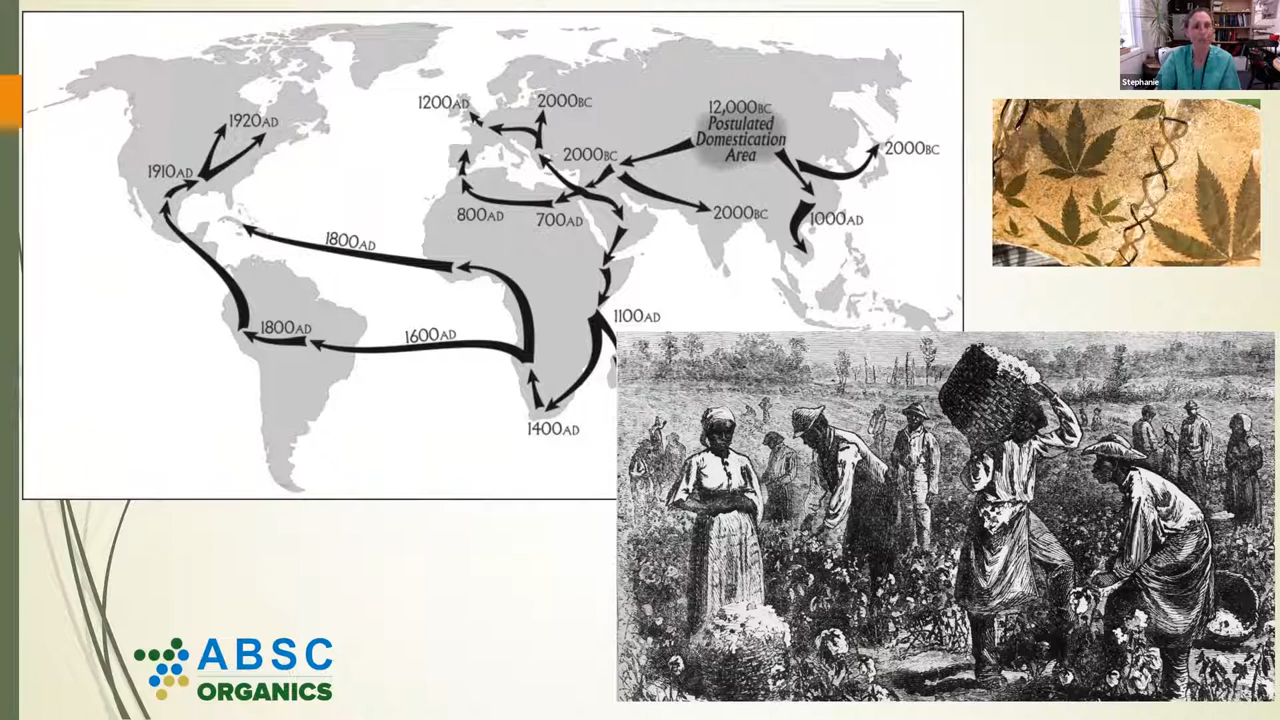 Stephanie
1200AD
2000BC
12,000BC
Postulated
Domestication
Area
1920AD
2000BC
2000BC
1910AD
800AD
700AD
2000BC
1000AD
1800AD
1100AD
1800AD
1600AD
1400AD
ABSC
ORGANICS